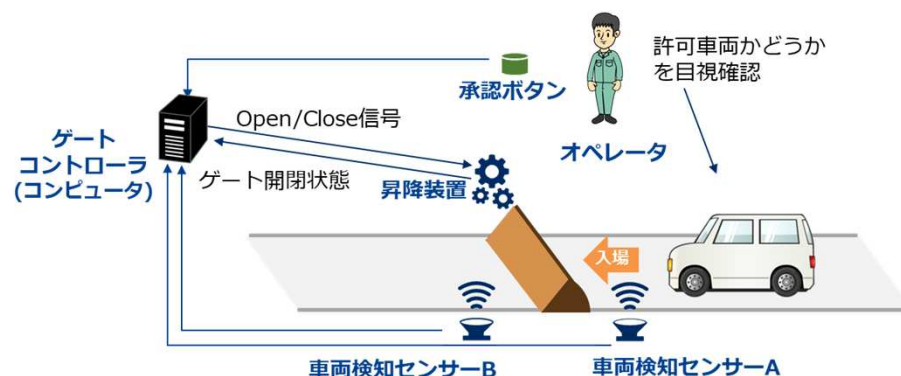 許可車両かどうか
を目視確認
承認ボタン
オペレータ
Open/Close信号
ゲート
コントローラ
(コンピュータ)
ゲート開閉状態
昇降装置
入場
車両検知センサーB
車両検知センサーA